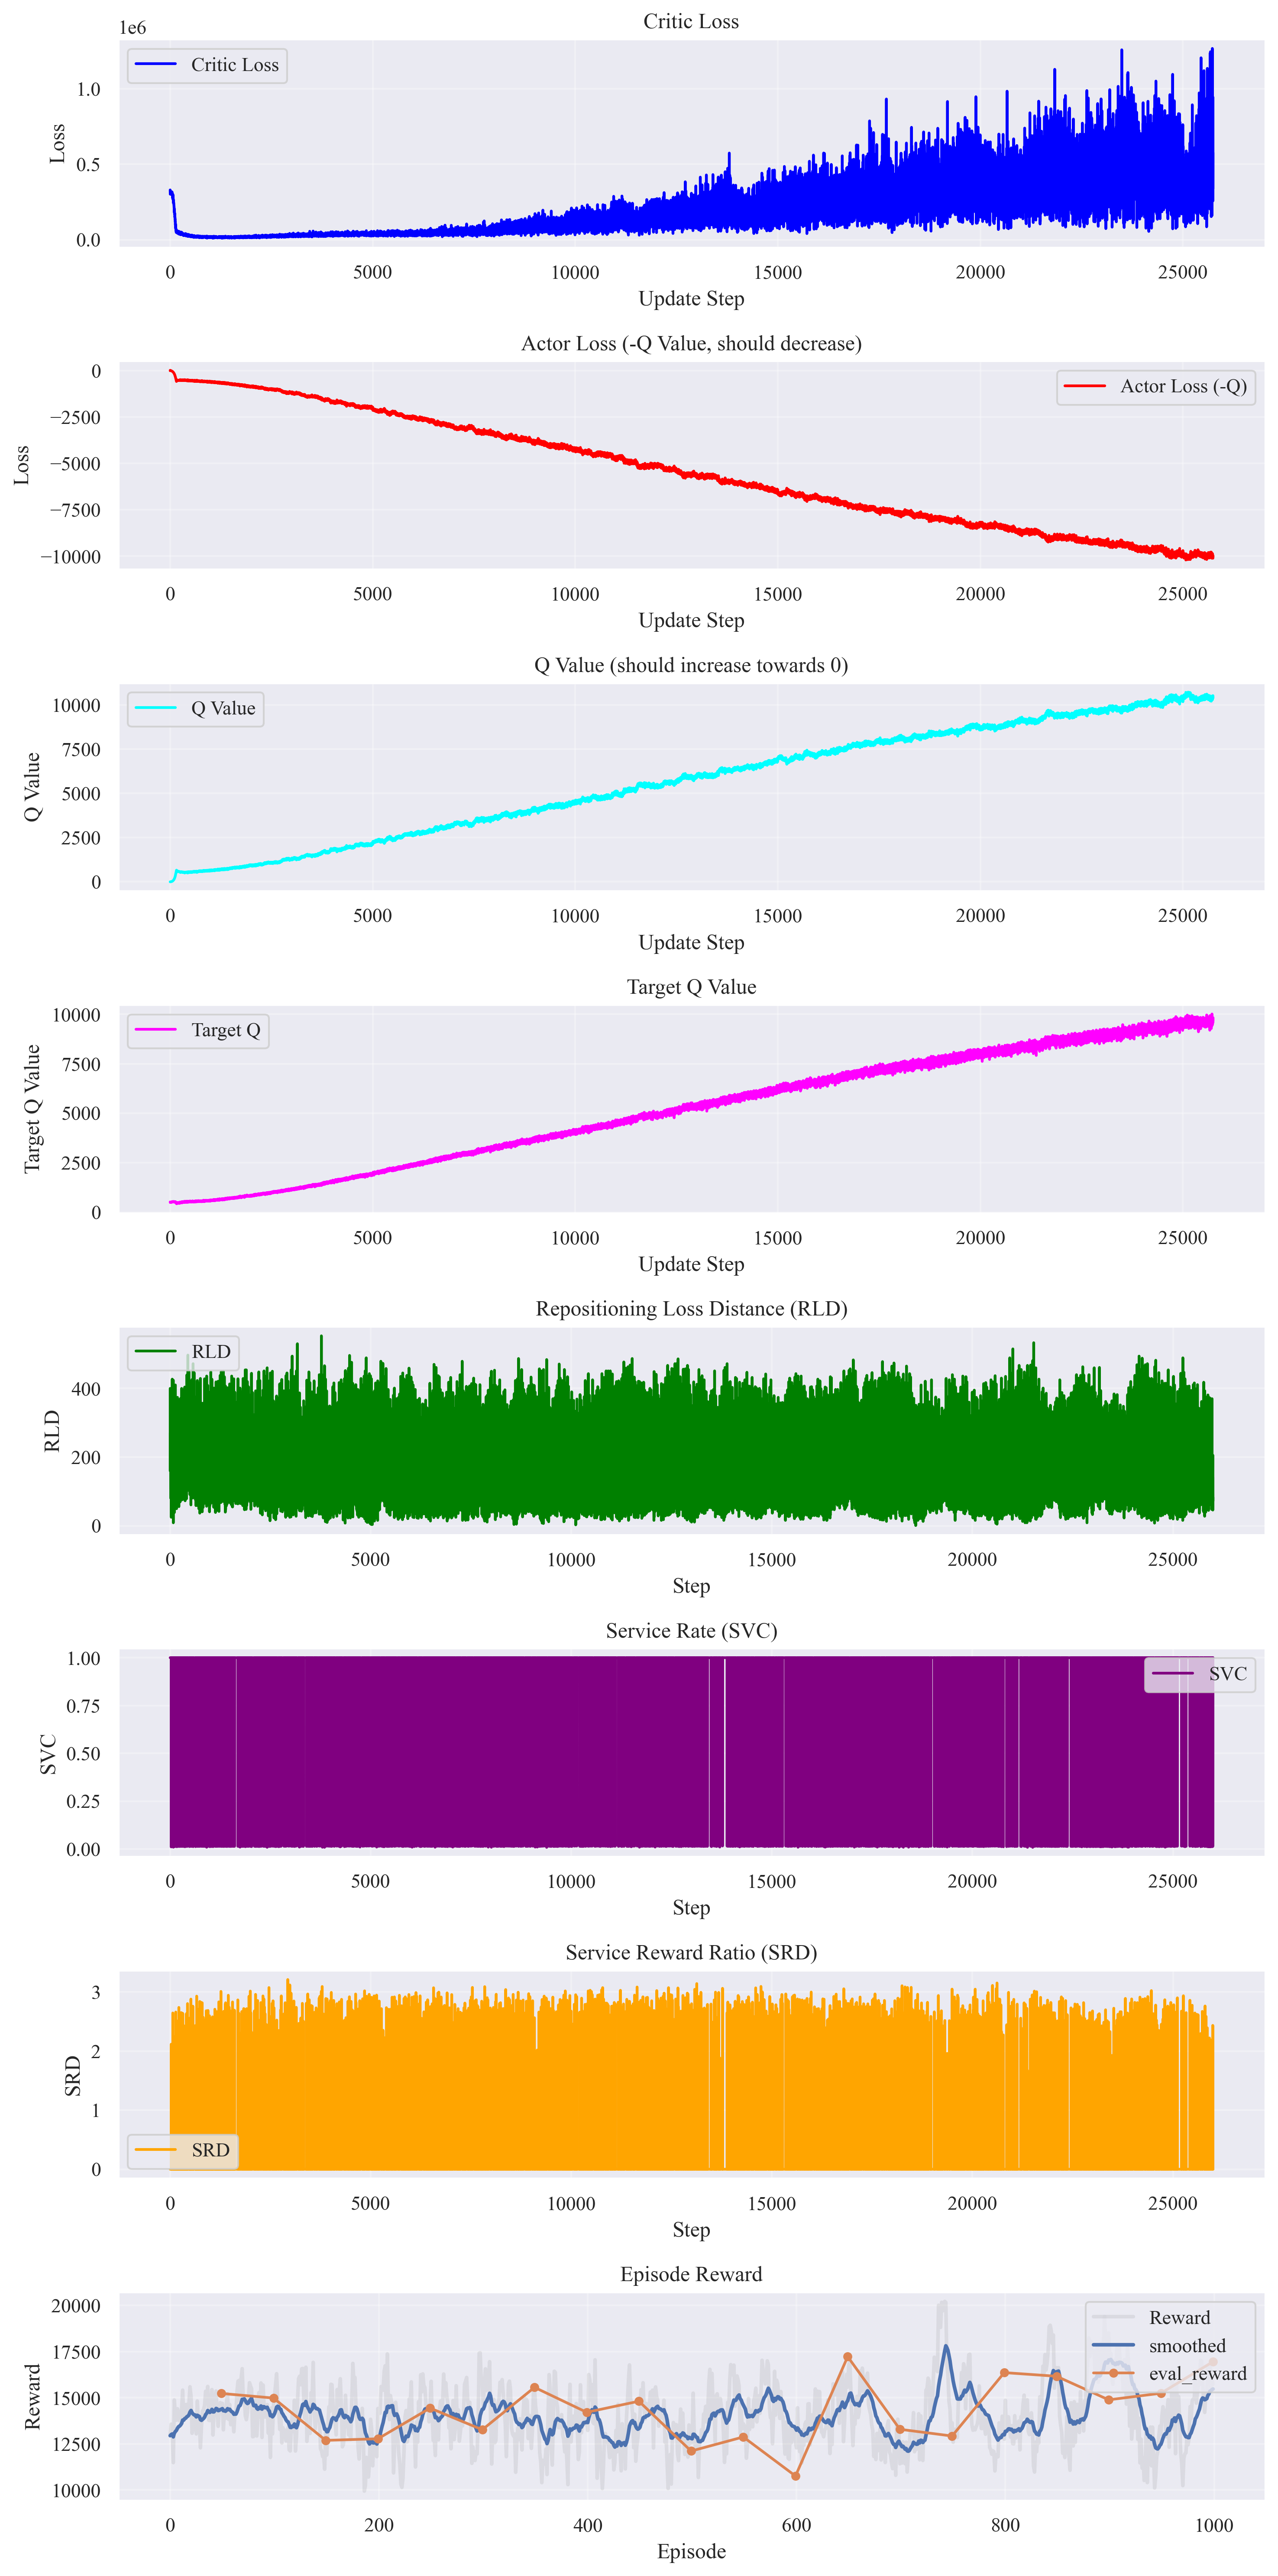 Critic Loss
1e6
Critic Loss
1.0
0.5
0.0
Loss
0 5000 10000 15000 20000 25000
Update Step
Actor Loss (-Q Value, should decrease)
Actor Loss (-Q)
0
−2500
−5000
−7500
−10000
Loss
0 5000 10000 15000 20000 25000
Update Step
Q Value (should increase towards 0)
Q Value
10000
7500
5000
2500
0
Q Value
0 5000 10000 15000 20000 25000
Update Step
Target Q Value
Target Q
10000
7500
5000
2500
0
Target Q Value
0 5000 10000 15000 20000 25000
Update Step
Repositioning Loss Distance (RLD)
RLD
400
200
0
RLD
0 5000 10000 15000 20000 25000
Step
Service Rate (SVC)
SVC
1.00
0.75
0.50
0.25
0.00
SVC
0 5000 10000 15000 20000 25000
Step
Service Reward Ratio (SRD)
3
2
1
0
SRD
SRD
0 5000 10000 15000 20000 25000
Step
Episode Reward
Reward
smoothed
eval_reward
20000
17500
15000
12500
10000
Reward
0 200 400 600 800 1000
Episode